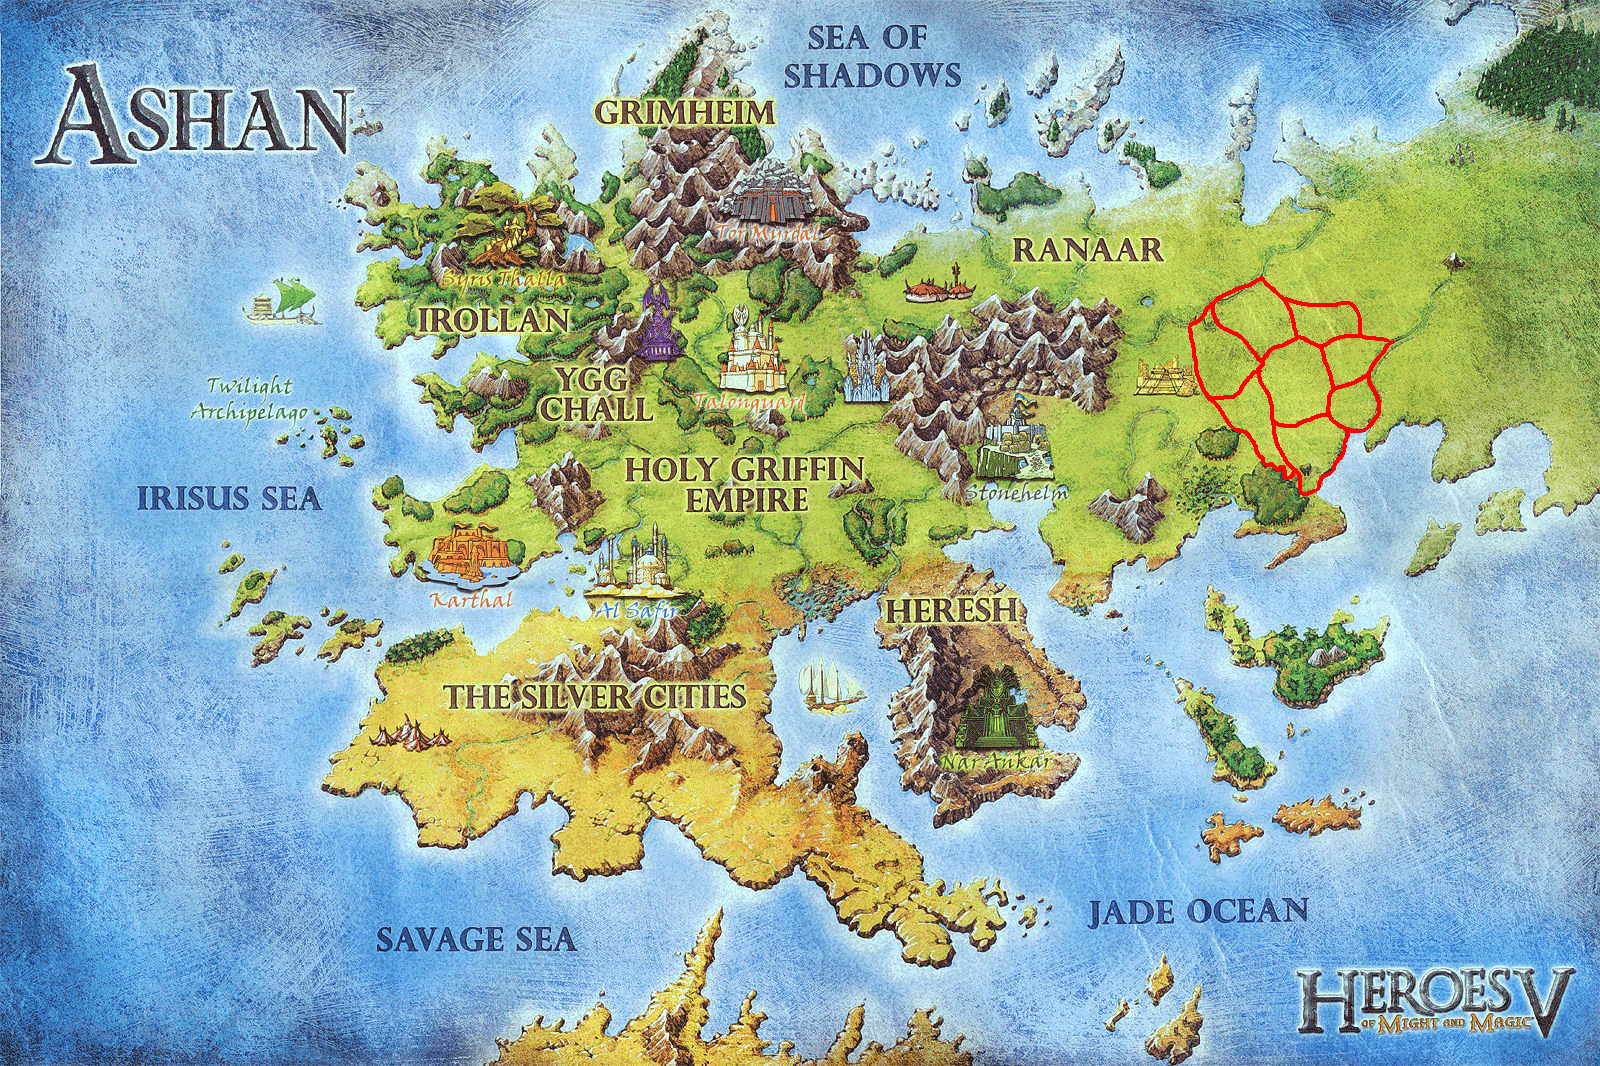 SEA OF
SHADOWS
ASHAN
GRIMHEIM
Tor Myrdal
RANAAR
Syris Thalla
IROLLAN
YGG
CHALL
Talonguard
Twilight
Archipelago
HOLY GRIFFIN
EMPIRE
IRISUS SEA
Stonehelm
Karthal
Al Safir
HERESH
THE SILVER CITIES
Nar Ankar
JADE OCEAN
SAVAGE SEA
HEROES V
OF MIGHT AND MAGIC